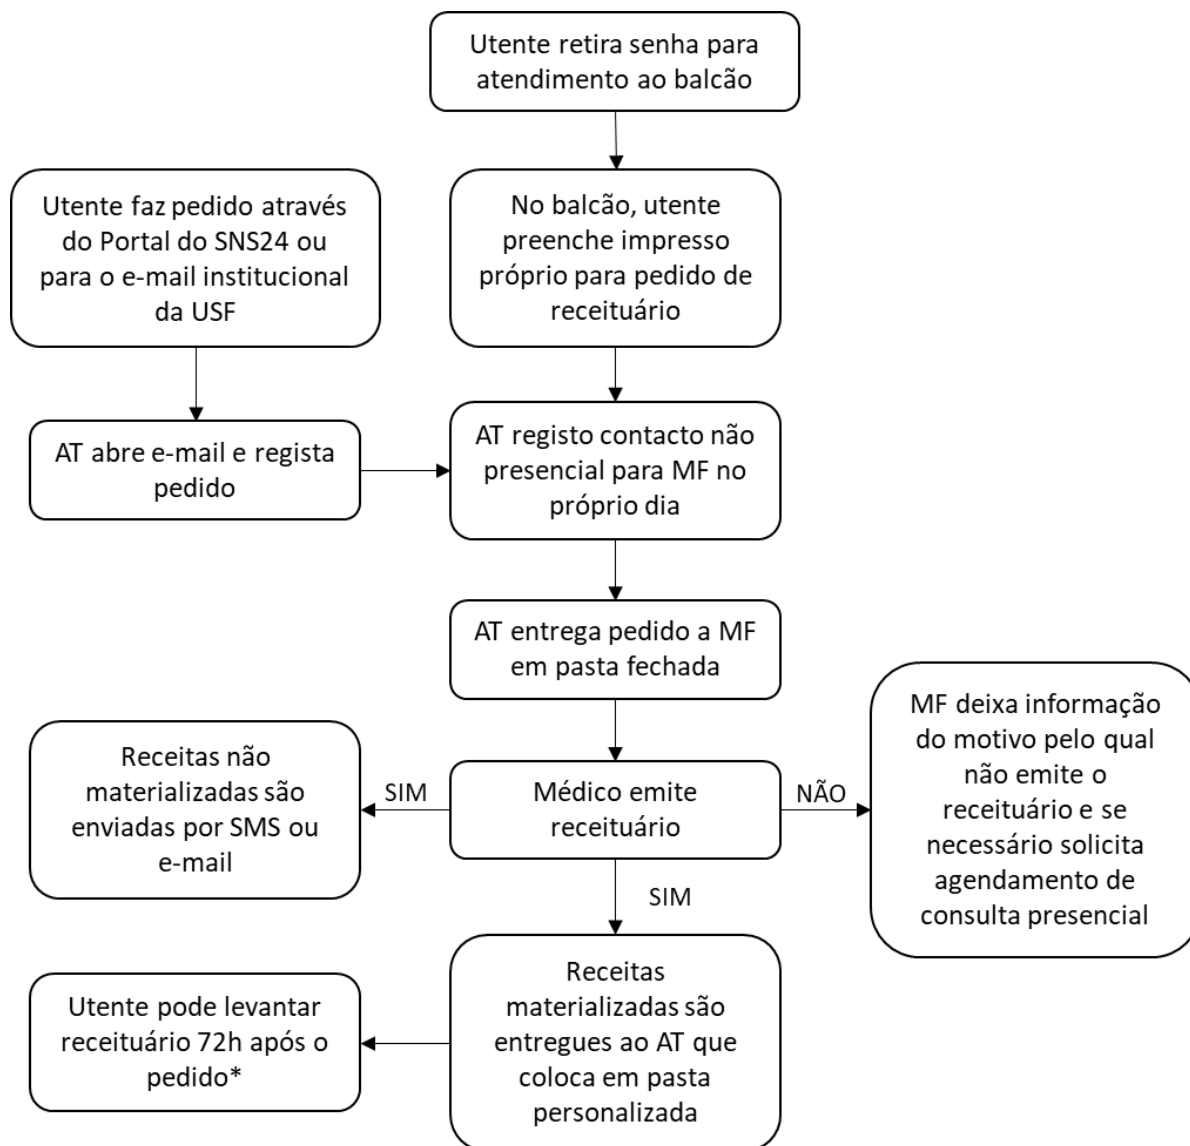 Utente retira senha para
atendimento ao balcão
Utente faz pedido através
do Portal do SNS24 ou
para o e-mail institucional
da USF
No balcão, utente
preenche impresso
próprio para pedido de
receituário
AT abre e-mail e regista
pedido
AT registo contacto não
presencial para MF no
próprio dia
AT entrega pedido a MF
em pasta fechada
Receitas não
materializadas são
enviadas por SMS ou
e-mail
SIM
Médico emite
receituário
NÃO
MF deixa informação
do motivo pelo qual
não emite o
receituário e se
necessário solicita
agendamento de
consulta presencial
SIM
Utente pode levantar
receituário 72h após o
pedido*
Receitas
materializadas são
entregues ao AT que
coloca em pasta
personalizada